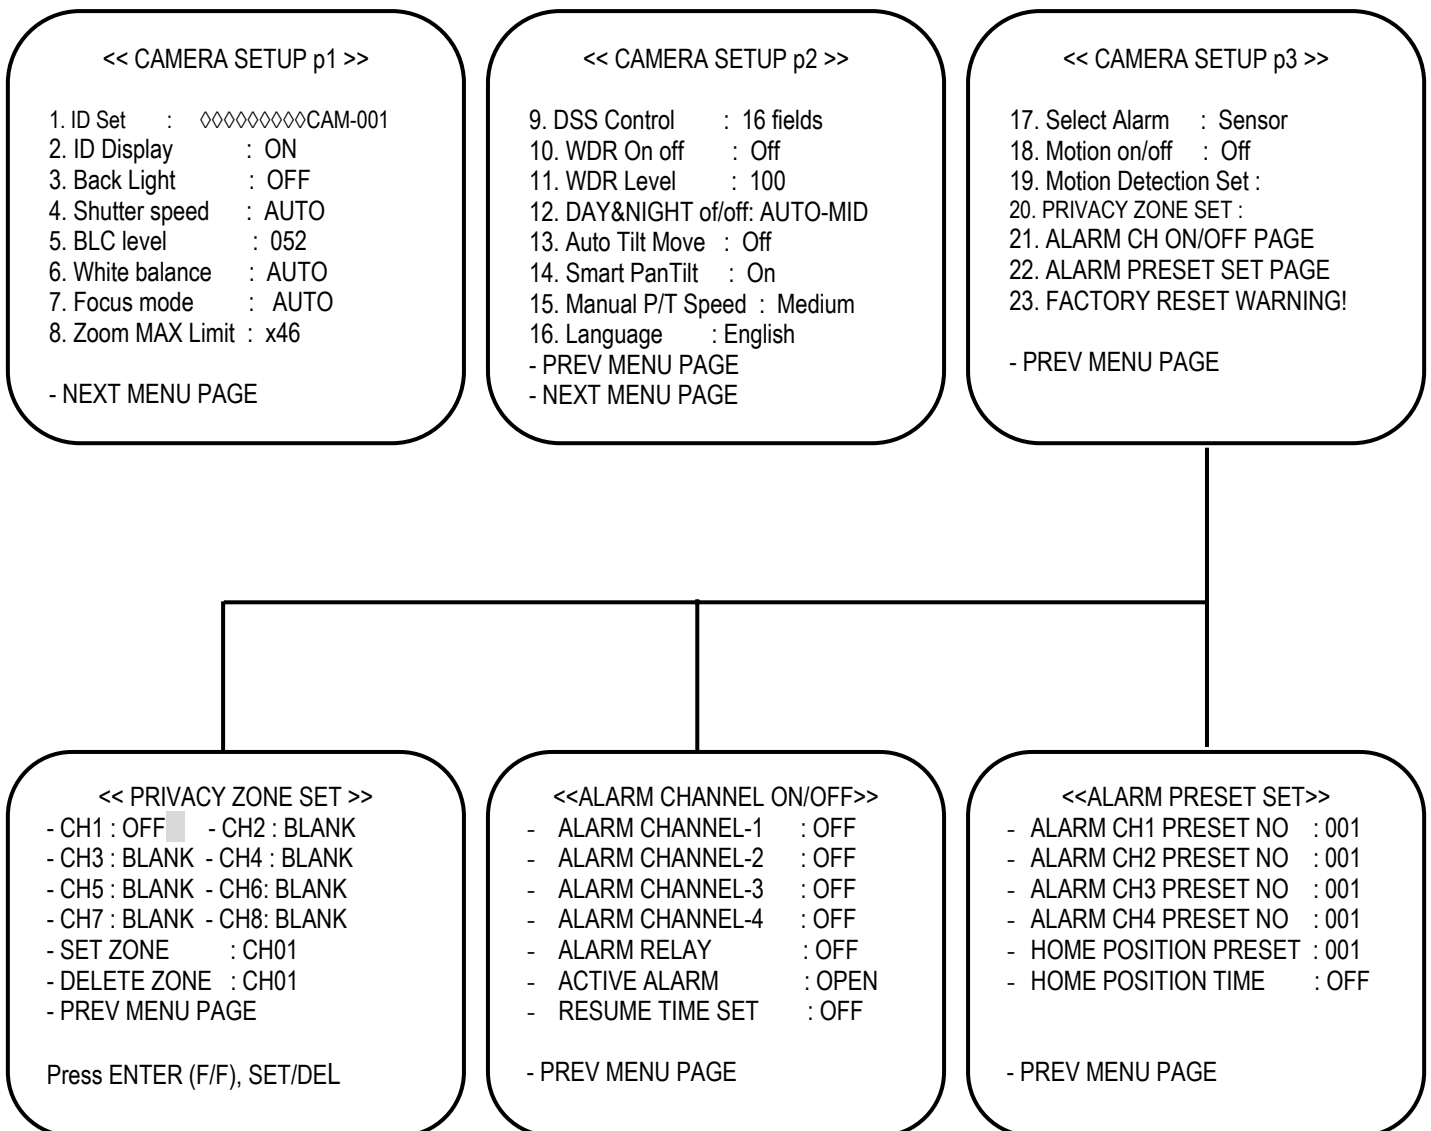 << CAMERA SETUP p1 >>
1. ID Set : ◊◊◊◊◊◊◊◊◊CAM-001
2. ID Display : ON
3. Back Light : OFF
4. Shutter speed : AUTO
5. BLC level : 052
6. White balance : AUTO
7. Focus mode : AUTO
8. Zoom MAX Limit : x46
- NEXT MENU PAGE
<< CAMERA SETUP p2 >>
9. DSS Control : 16 fields
10. WDR On off : Off
11. WDR Level : 100
12. DAY&NIGHT of/off: AUTO-MID
13. Auto Tilt Move : Off
14. Smart PanTilt : On
15. Manual P/T Speed : Medium
16. Language : English
- PREV MENU PAGE
- NEXT MENU PAGE
<< CAMERA SETUP p3 >>
17. Select Alarm : Sensor
18. Motion on/off : Off
19. Motion Detection Set :
20. PRIVACY ZONE SET :
21. ALARM CH ON/OFF PAGE
22. ALARM PRESET SET PAGE
23. FACTORY RESET WARNING!
- PREV MENU PAGE
<< PRIVACY ZONE SET >>
- CH1 : OFF - CH2 : BLANK
- CH3 : BLANK - CH4 : BLANK
- CH5 : BLANK - CH6: BLANK
- CH7 : BLANK - CH8: BLANK
- SET ZONE : CH01
- DELETE ZONE : CH01
- PREV MENU PAGE
Press ENTER (F/F), SET/DEL
<<ALARM CHANNEL ON/OFF>>
- ALARM CHANNEL-1 : OFF
- ALARM CHANNEL-2 : OFF
- ALARM CHANNEL-3 : OFF
- ALARM CHANNEL-4 : OFF
- ALARM RELAY : OFF
- ACTIVE ALARM : OPEN
- RESUME TIME SET : OFF
- PREV MENU PAGE
<<ALARM PRESET SET>>
- ALARM CH1 PRESET NO : 001
- ALARM CH2 PRESET NO : 001
- ALARM CH3 PRESET NO : 001
- ALARM CH4 PRESET NO : 001
- HOME POSITION PRESET : 001
- HOME POSITION TIME : OFF
- PREV MENU PAGE